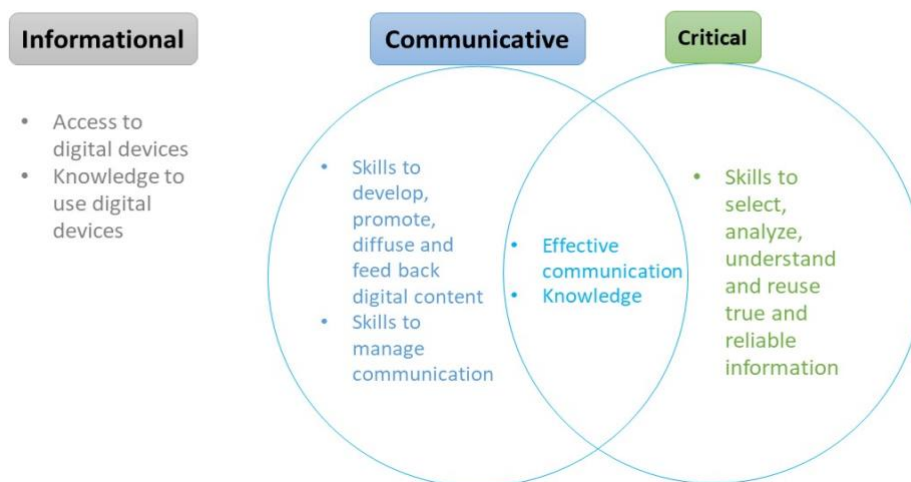 Informational
• Access to
digital devices
• Knowledge to
use digital
devices
Communicative
• Skills to
develop,
promote,
diffuse and
feed back
digital content
• Skills to
manage
communication
• Effective
communication
• Knowledge
Critical
• Skills to
select,
analyze,
understand
and reuse
true and
reliable
information